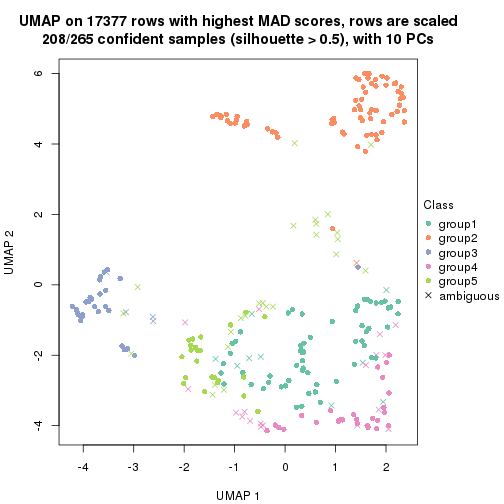 UMAP on 17377 rows with highest MAD scores, rows are scaled
208/265 confident samples (silhouette > 0.5), with 10 PCs
6
4
2
0
-2
-4
UMAP 2
-4
-3
-2
-1
0
1
2
UMAP 1
Class
group1
group2
group3
group4
group5
ambiguous